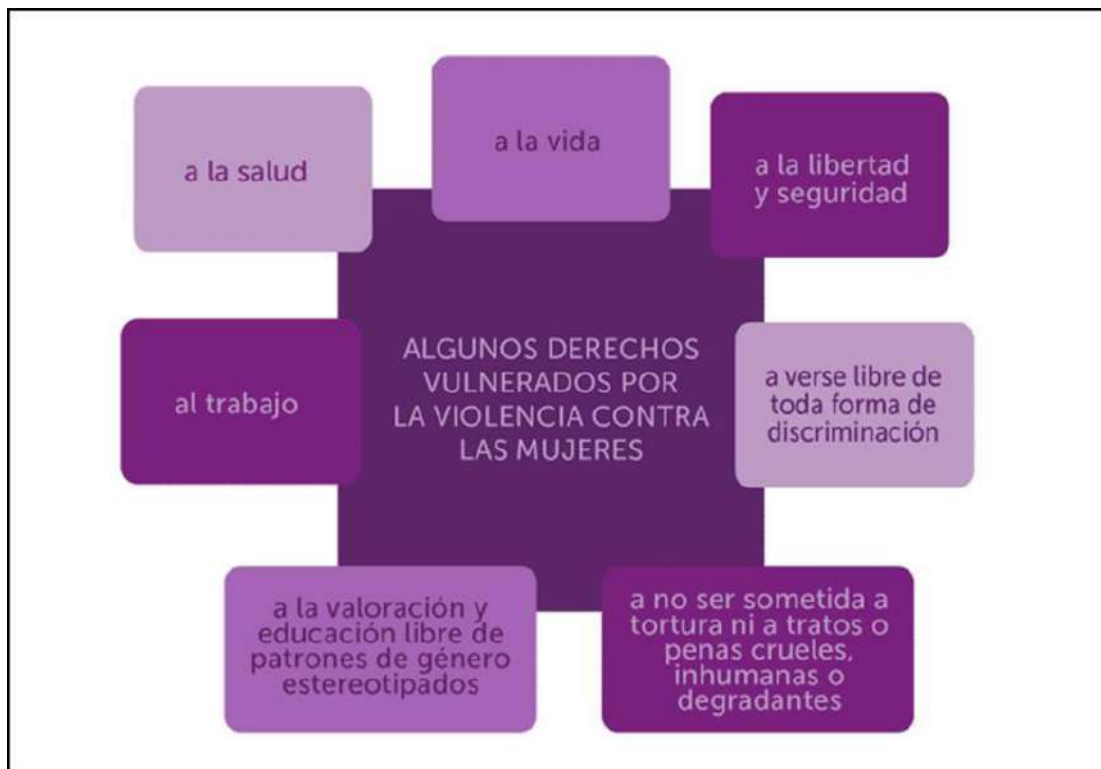 a la salud
a la vida
a la libertad
y seguridad
al trabajo
ALGUNOS DERECHOS
VULNERADOS POR
LA VIOLENCIA CONTRA
LAS MUJERES
a verse libre de
toda forma de
discriminación
a la valoración y
educación libre de
patrones de género
estereotipados
a no ser sometida a
tortura ni a tratos o
penas crueles,
inhumanas o
degradantes